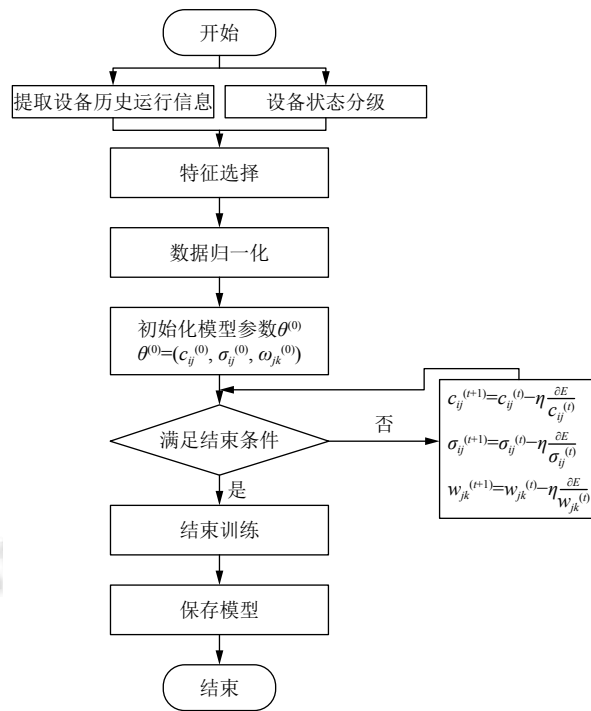 开始
提取设备历史运行信息
设备状态分级
特征选择
数据归一化
初始化模型参数θ⁽⁰⁾
θ⁽⁰⁾=(cᵢⱼ⁽⁰⁾, σᵢⱼ⁽⁰⁾, ωⱼₖ⁽⁰⁾)
满足结束条件
否
cᵢⱼ⁽ᵗ⁺¹⁾=cᵢⱼ⁽ᵗ⁾−η ∂E/cᵢⱼ⁽ᵗ⁾
σᵢⱼ⁽ᵗ⁺¹⁾=σᵢⱼ⁽ᵗ⁾−η ∂E/σᵢⱼ⁽ᵗ⁾
wⱼₖ⁽ᵗ⁺¹⁾=wⱼₖ⁽ᵗ⁾−η ∂E/wⱼₖ⁽ᵗ⁾
是
结束训练
保存模型
结束